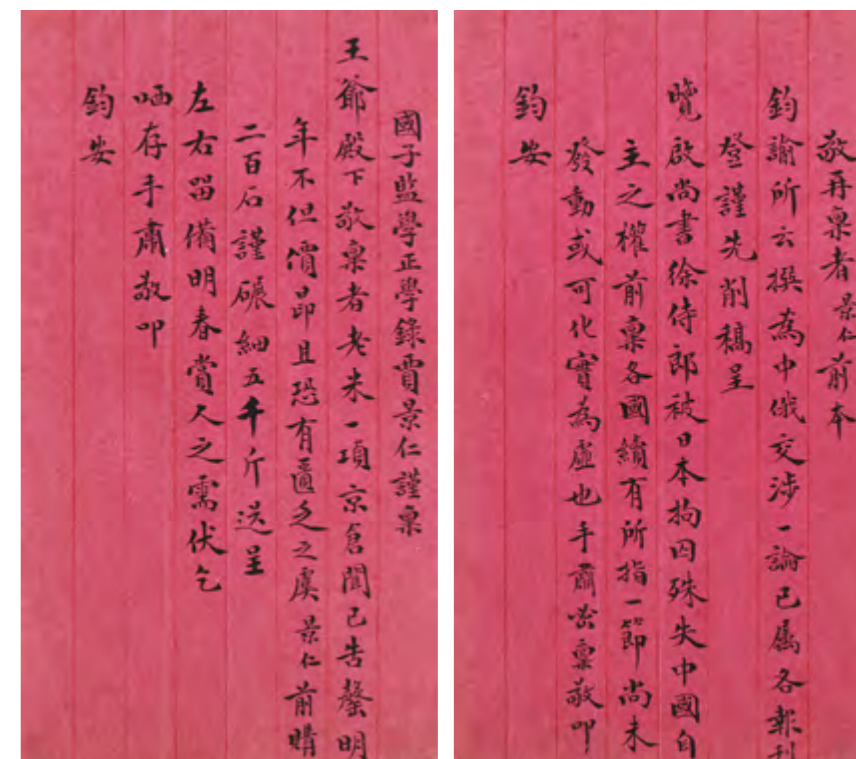 國子監學正學錄賈景仁謹稟
王爺殿下敬稟者老米一項京倉聞已告罄明
年不但價昂且恐有匱乏之虞景仁前購
二百石謹碾細五千斤送呈
左右留備明春賞人之需伏乞
哂存手肅敬叩
鈞安
敬再稟者景仁前本
鈞諭所云撰為中俄交涉一論已屬各報刊
登謹先削稿呈
覽啟尚書徐侍郎被日本拘囚殊失中國自
主之權前稟各國續有所指一節尚未
發動或可化實為虛也手肅密稟敬叩
鈞安